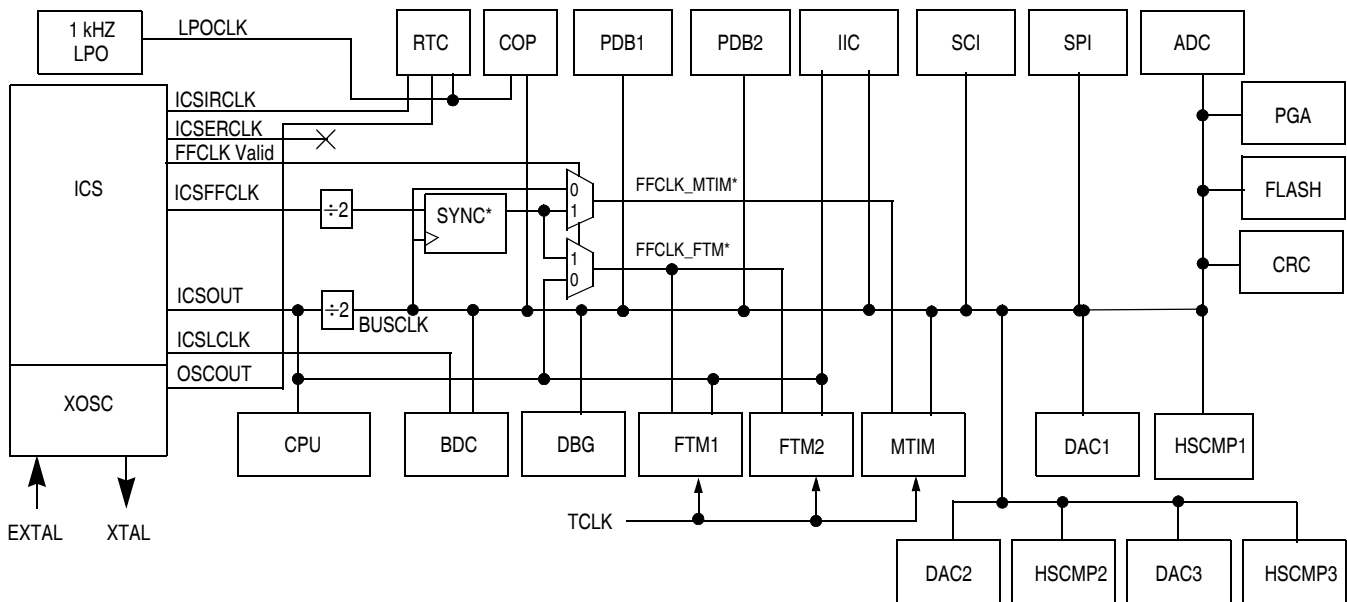 1 kHZ
LPO
LPOCLK
RTC
COP
PDB1
PDB2
IIC
SCI
SPI
ADC
ICS
ICSIRCLK
ICSERCLK
FFCLK Valid
ICSFFCLK
÷2
SYNC*
0
1
FFCLK_MTIM*
1
0
FFCLK_FTM*
PGA
FLASH
CRC
ICSOUT
÷2
BUSCLK
ICSLCLK
OSCOUT
XOSC
CPU
BDC
DBG
FTM1
FTM2
MTIM
DAC1
HSCMP1
EXTAL
XTAL
TCLK
DAC2
HSCMP2
DAC3
HSCMP3